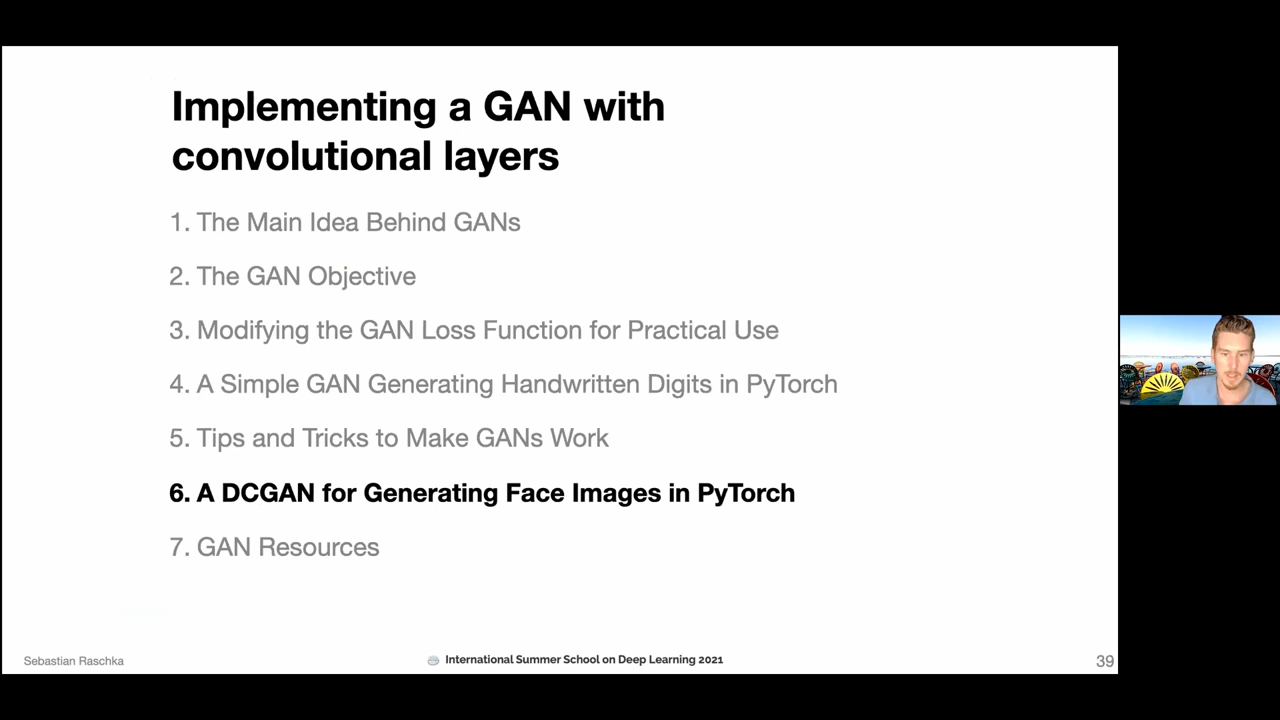 Implementing a GAN with
convolutional layers
1. The Main Idea Behind GANs
2. The GAN Objective
3. Modifying the GAN Loss Function for Practical Use
4. A Simple GAN Generating Handwritten Digits in PyTorch
5. Tips and Tricks to Make GANs Work
6. A DCGAN for Generating Face Images in PyTorch
7. GAN Resources
Sebastian Raschka
International Summer School on Deep Learning 2021
39